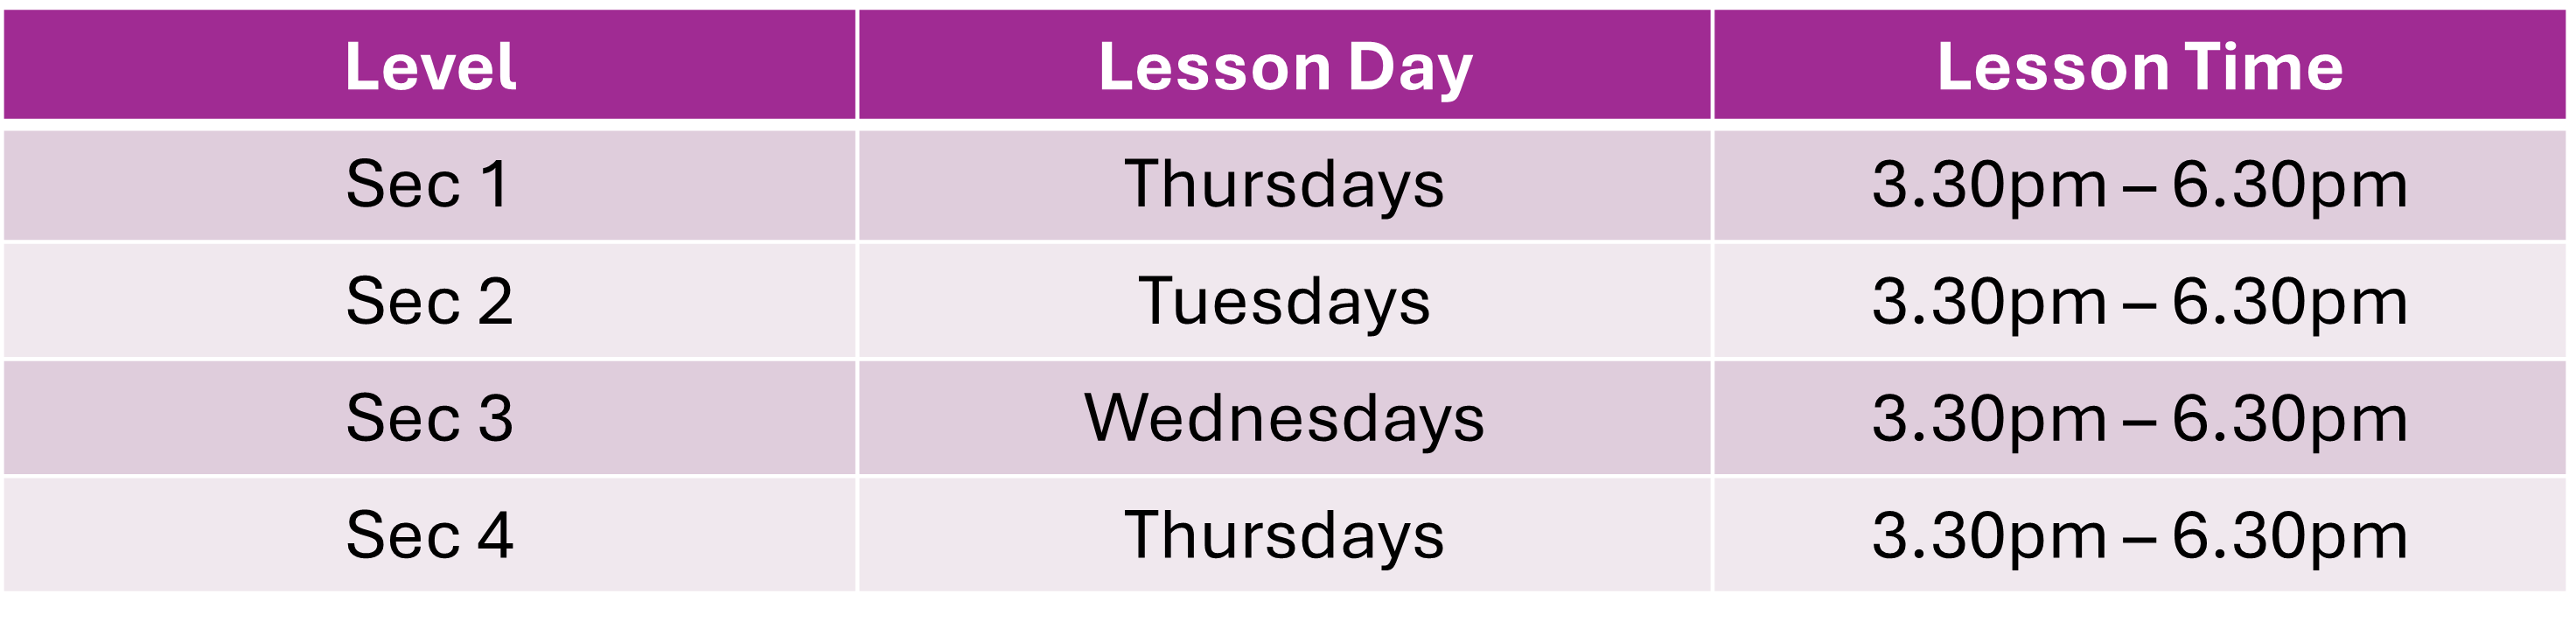 Level Lesson Day Lesson Time
Sec 1 Thursdays 3.30pm – 6.30pm
Sec 2 Tuesdays 3.30pm – 6.30pm
Sec 3 Wednesdays 3.30pm – 6.30pm
Sec 4 Thursdays 3.30pm – 6.30pm